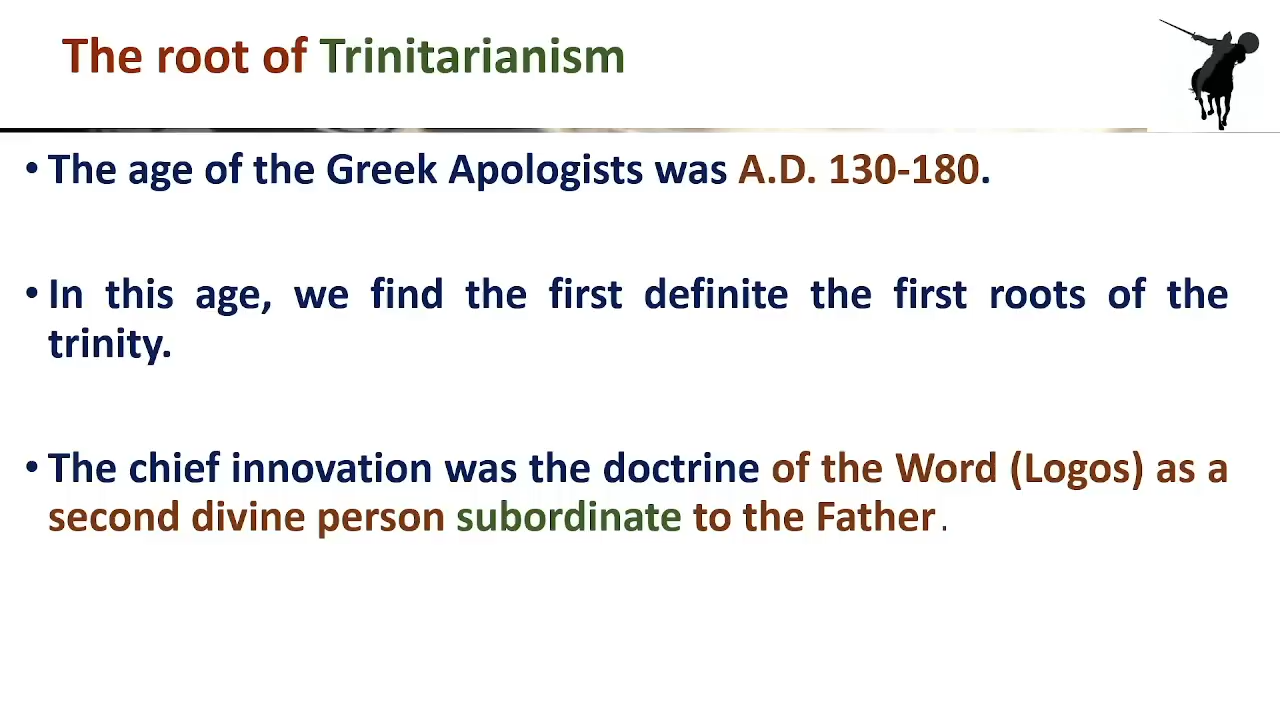 The root of Trinitarianism
• The age of the Greek Apologists was A.D. 130-180.
• In this age, we find the first definite the first roots of the
trinity.
• The chief innovation was the doctrine of the Word (Logos) as a
second divine person subordinate to the Father.